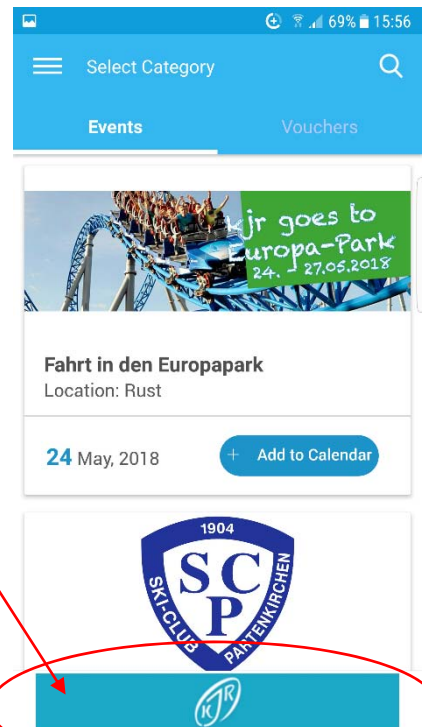 69% 15:56
Select Category
Events Vouchers
kjr goes to
Europa-Park
24. - 27.05.2018
Fahrt in den Europapark
Location: Rust
24 May, 2018
+ Add to Calendar
1904
SC
P
SKI-CLUB PARTENKIRCHEN
KJR